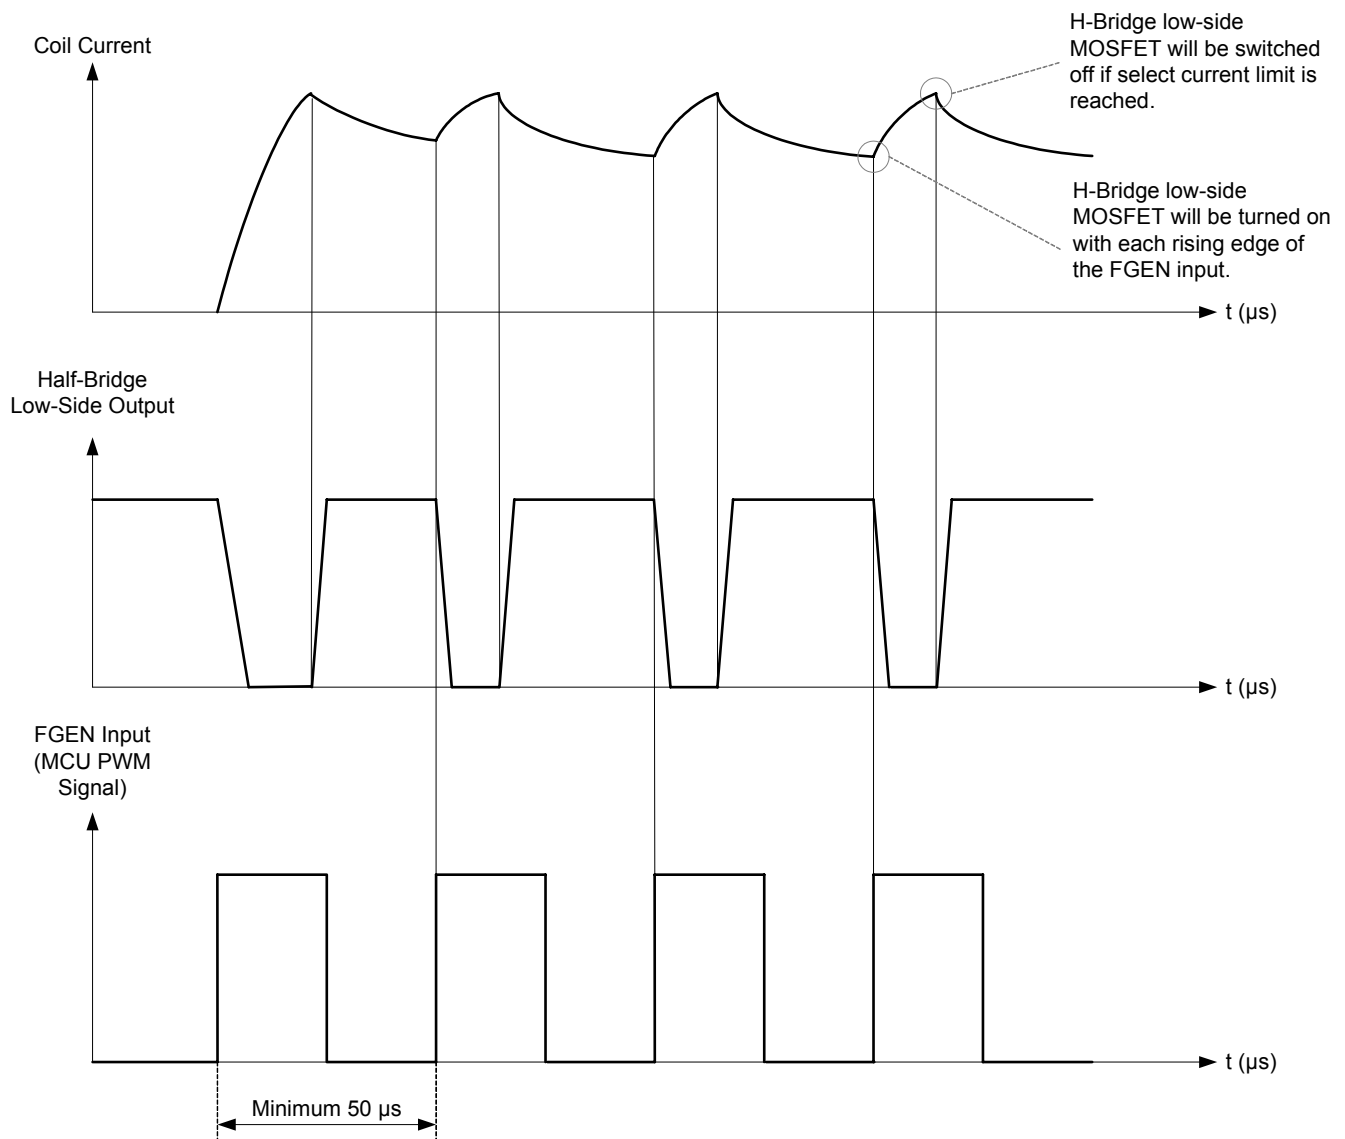 Coil Current
H-Bridge low-side
MOSFET will be switched
off if select current limit is
reached.
H-Bridge low-side
MOSFET will be turned on
with each rising edge of
the FGEN input.
t (µs)
Half-Bridge
Low-Side Output
t (µs)
FGEN Input
(MCU PWM
Signal)
t (µs)
Minimum 50 µs